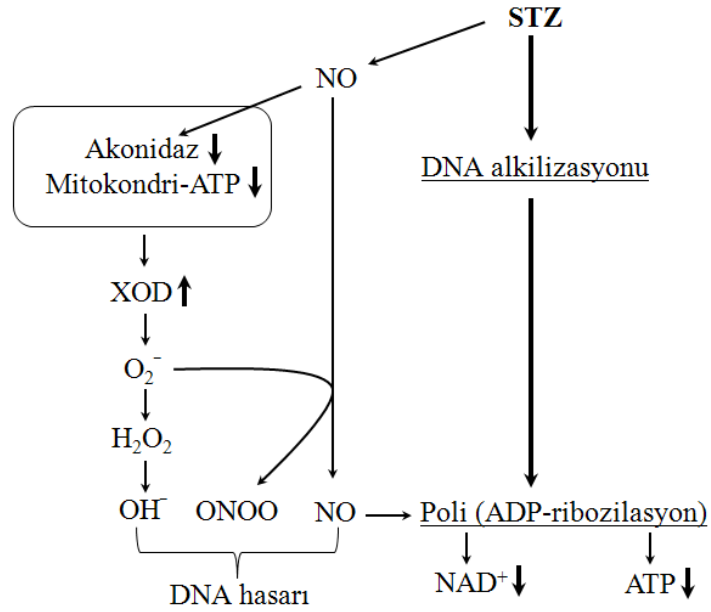 STZ
NO
Akonidaz ↓
Mitokondri-ATP ↓
DNA alkilizasyonu
XOD ↑
O₂⁻
H₂O₂
OH⁻ ONOO NO Poli (ADP-ribozilasyon)
NAD⁺ ↓ ATP ↓
DNA hasarı